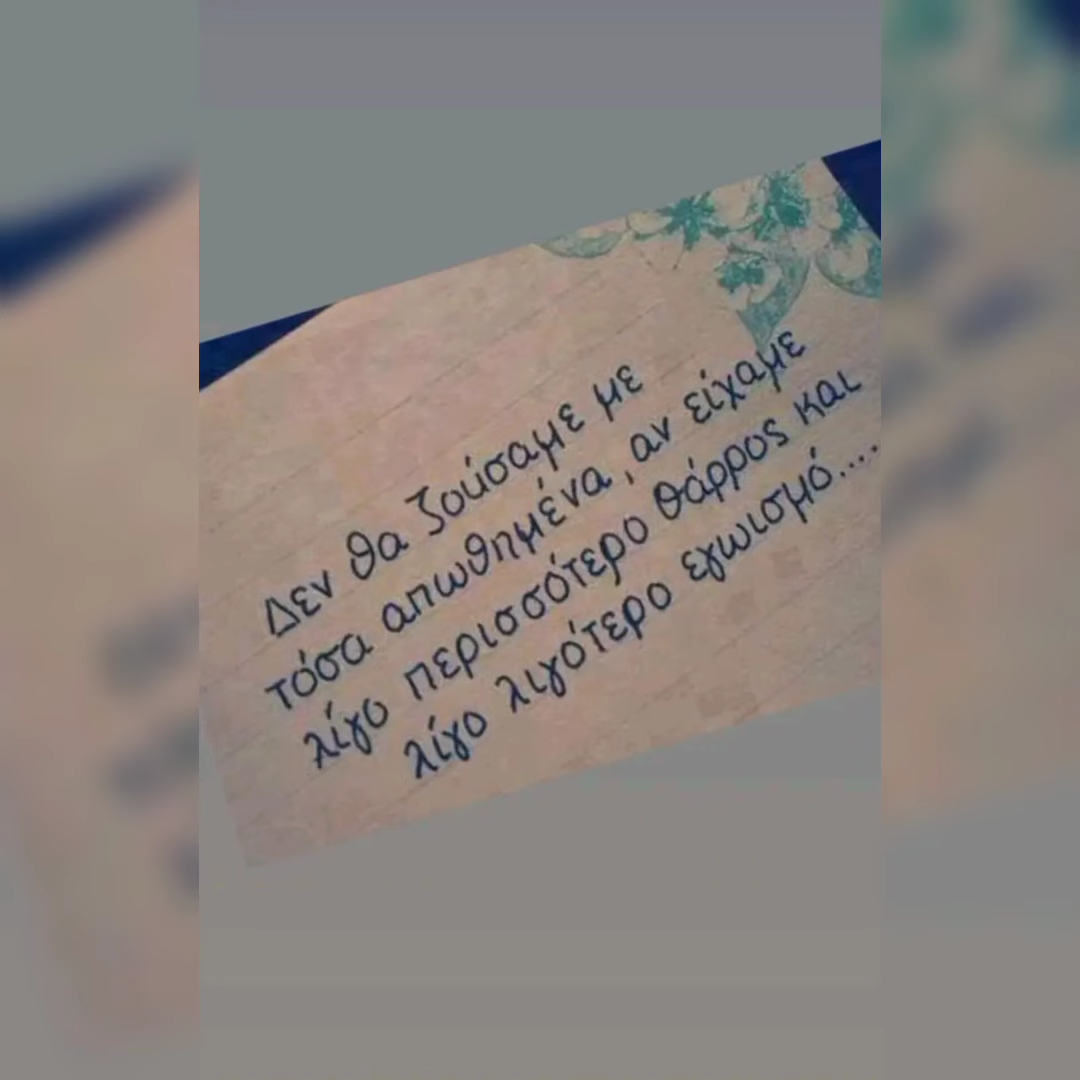 Δεν θα ζούσαμε με
τόσα απωθημένα, αν είχαμε
λίγο περισσότερο θάρρος και
λίγο λιγότερο εγωισμό....